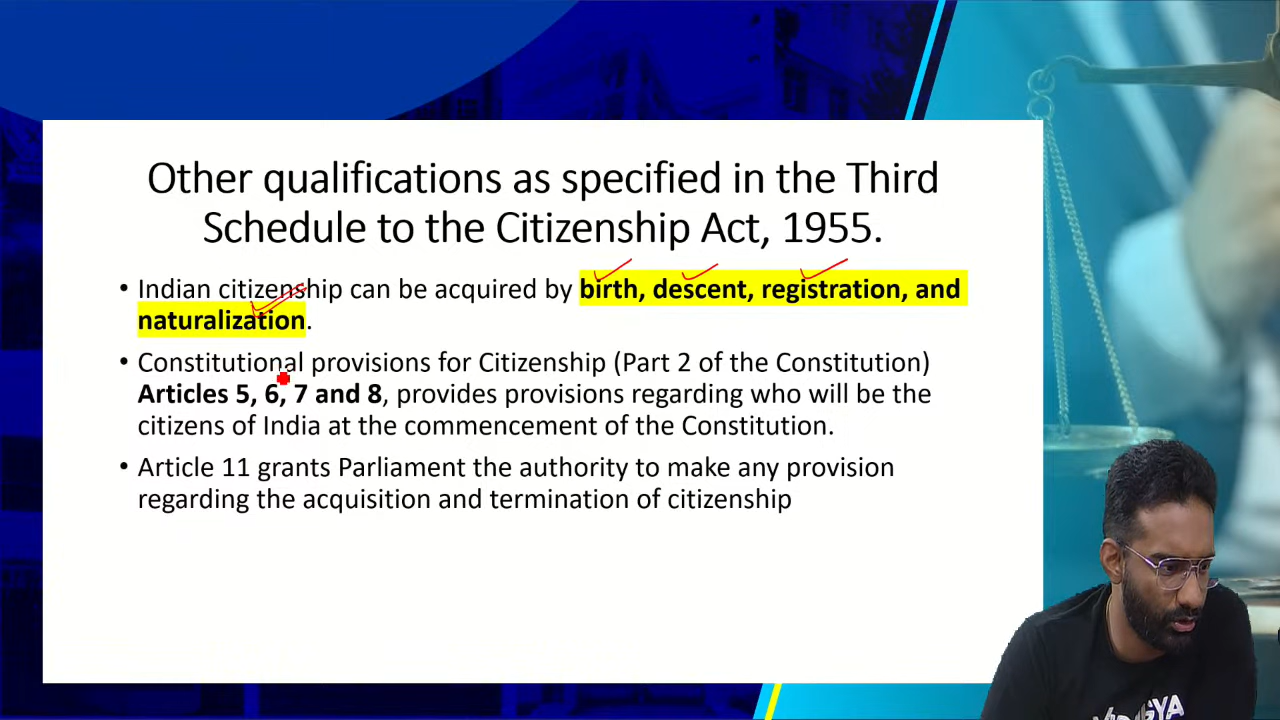 Other qualifications as specified in the Third
Schedule to the Citizenship Act, 1955.
• Indian citizenship can be acquired by birth, descent, registration, and
naturalization.
• Constitutional provisions for Citizenship (Part 2 of the Constitution)
Articles 5, 6, 7 and 8, provides provisions regarding who will be the
citizens of India at the commencement of the Constitution.
• Article 11 grants Parliament the authority to make any provision
regarding the acquisition and termination of citizenship